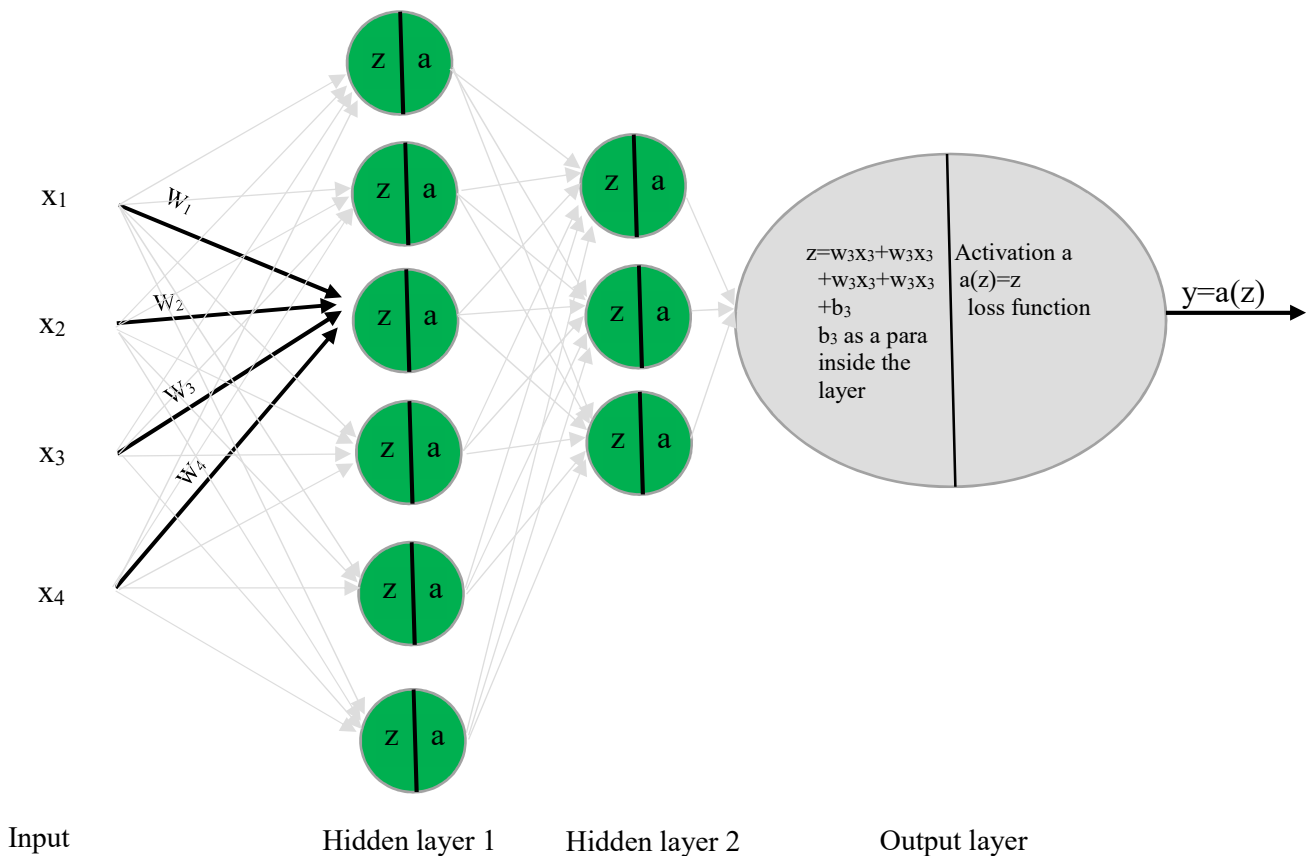 z a
z a
z a
x₁
W₁
z=w₃x₃+w₃x₃
+w₃x₃+w₃x₃
+b₃
b₃ as a para
inside the
layer
Activation a
a(z)=z
loss function
y=a(z)
x₂
W₂
z a
z a
x₃
W₃
z a
z a
x₄
W₄
z a
z a
Input
Hidden layer 1
Hidden layer 2
Output layer